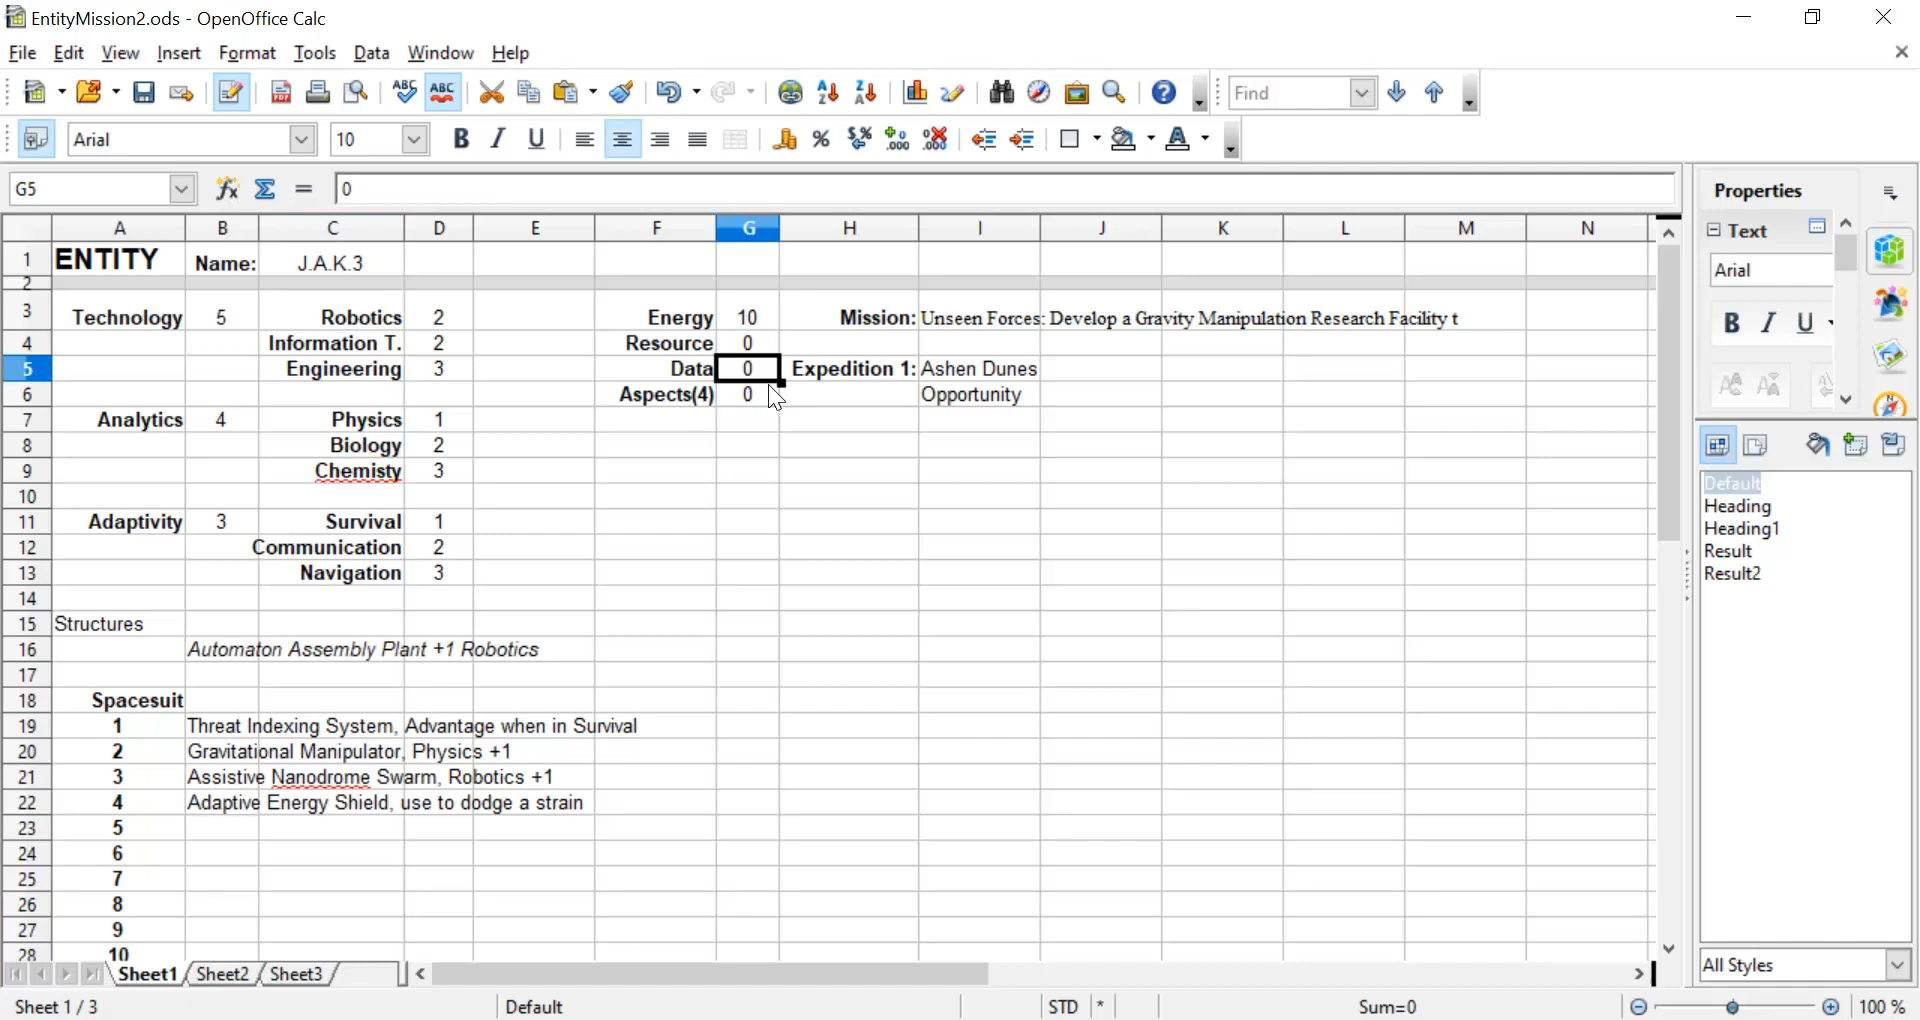 EntityMission2.ods - OpenOffice Calc
File Edit View Insert Format Tools Data Window Help
Find
Arial 10
G5 0
Properties
Text
Arial
A B C D E F G H I J K L M N
1 ENTITY Name: J.A.K.3
2
3 Technology 5 Robotics 2 Energy 10 Mission: Unseen Forces: Develop a Gravity Manipulation Research Facility t
4 Information T. 2 Resource 0
5 Engineering 3 Data 0 Expedition 1: Ashen Dunes
6 Aspects(4) 0 Opportunity
7 Analytics 4 Physics 1
8 Biology 2
9 Chemisty 3
10
11 Adaptivity 3 Survival 1
12 Communication 2
13 Navigation 3
14
15 Structures
16 Automaton Assembly Plant +1 Robotics
17
18 Spacesuit
19 1 Threat Indexing System, Advantage when in Survival
20 2 Gravitational Manipulator, Physics +1
21 3 Assistive Nanodrome Swarm, Robotics +1
22 4 Adaptive Energy Shield, use to dodge a strain
23 5
24 6
25 7
26 8
27 9
28 10
Default
Heading
Heading1
Result
Result2
All Styles
Sheet1 Sheet2 Sheet3
Sheet 1 / 3 Default STD * Sum=0 100 %